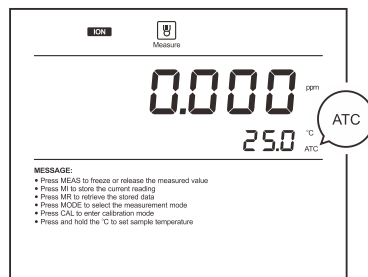 ION
Measure
0.000 ppm
25.0 °C
ATC
ATC
MESSAGE:
• Press MEAS to freeze or release the measured value
• Press MI to store the current reading
• Press MR to retrieve the stored data
• Press MODE to select the measurement mode
• Press CAL to enter calibration mode
• Press and hold the °C to set sample temperature